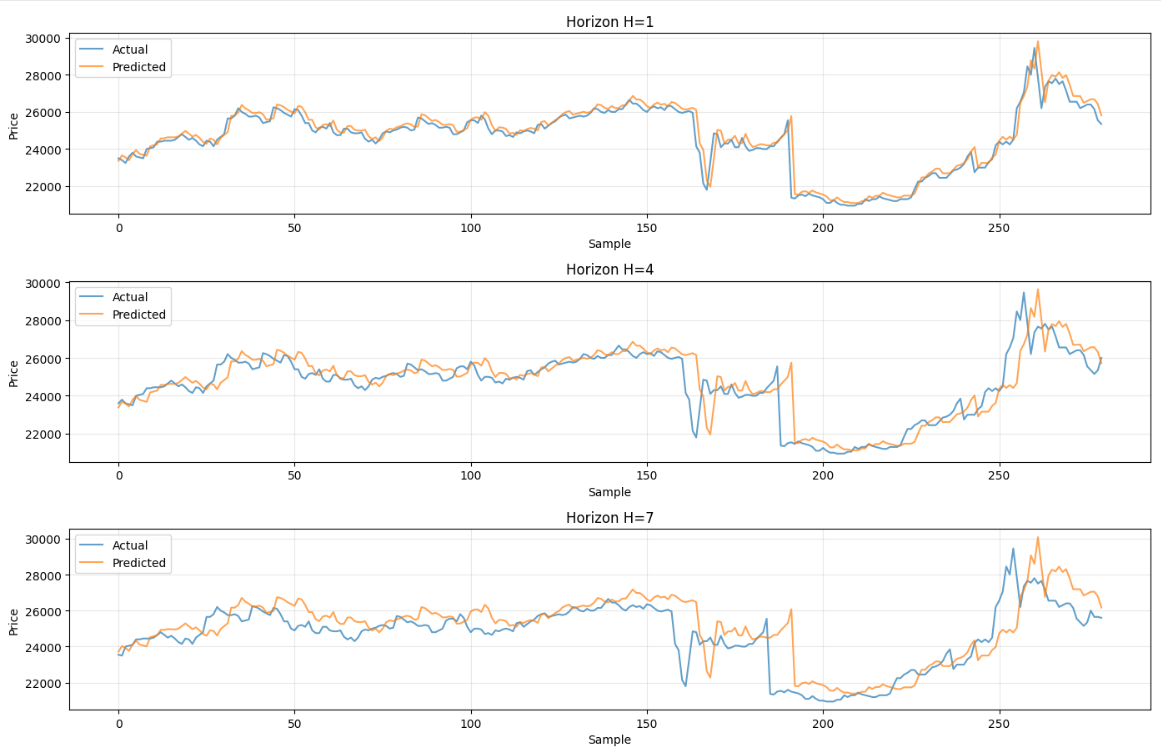 Horizon H=1
Actual
Predicted
30000
28000
26000
24000
22000
Price
0
50
100
150
200
250
Sample
Horizon H=4
Actual
Predicted
30000
28000
26000
24000
22000
Price
0
50
100
150
200
250
Sample
Horizon H=7
Actual
Predicted
30000
28000
26000
24000
22000
Price
0
50
100
150
200
250
Sample